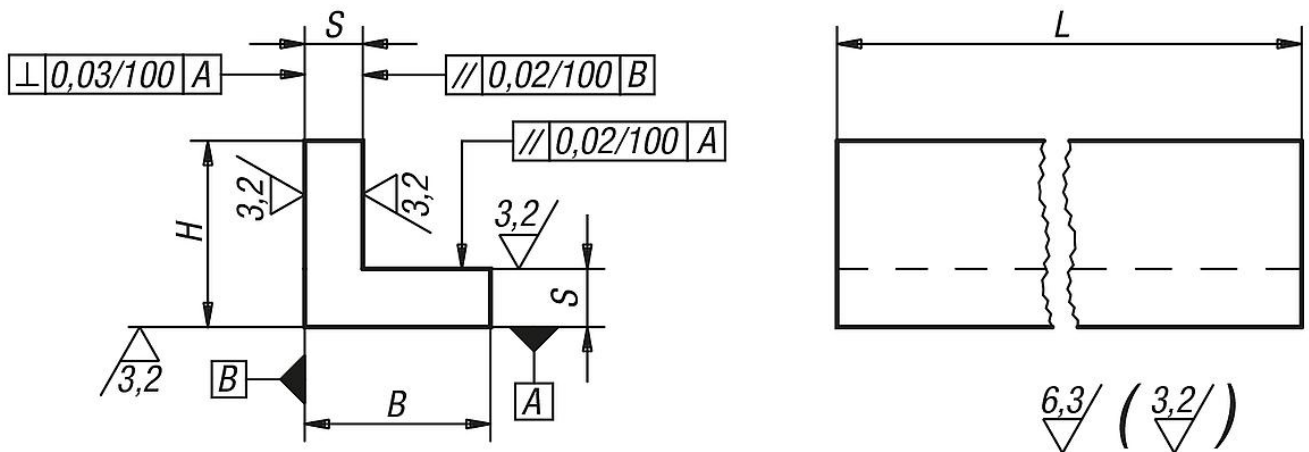 S
L
⊥ 0,03/100 A
// 0,02/100 B
// 0,02/100 A
3,2
3,2
3,2
H
S
3,2
B
B
A
6,3 ( 3,2 )